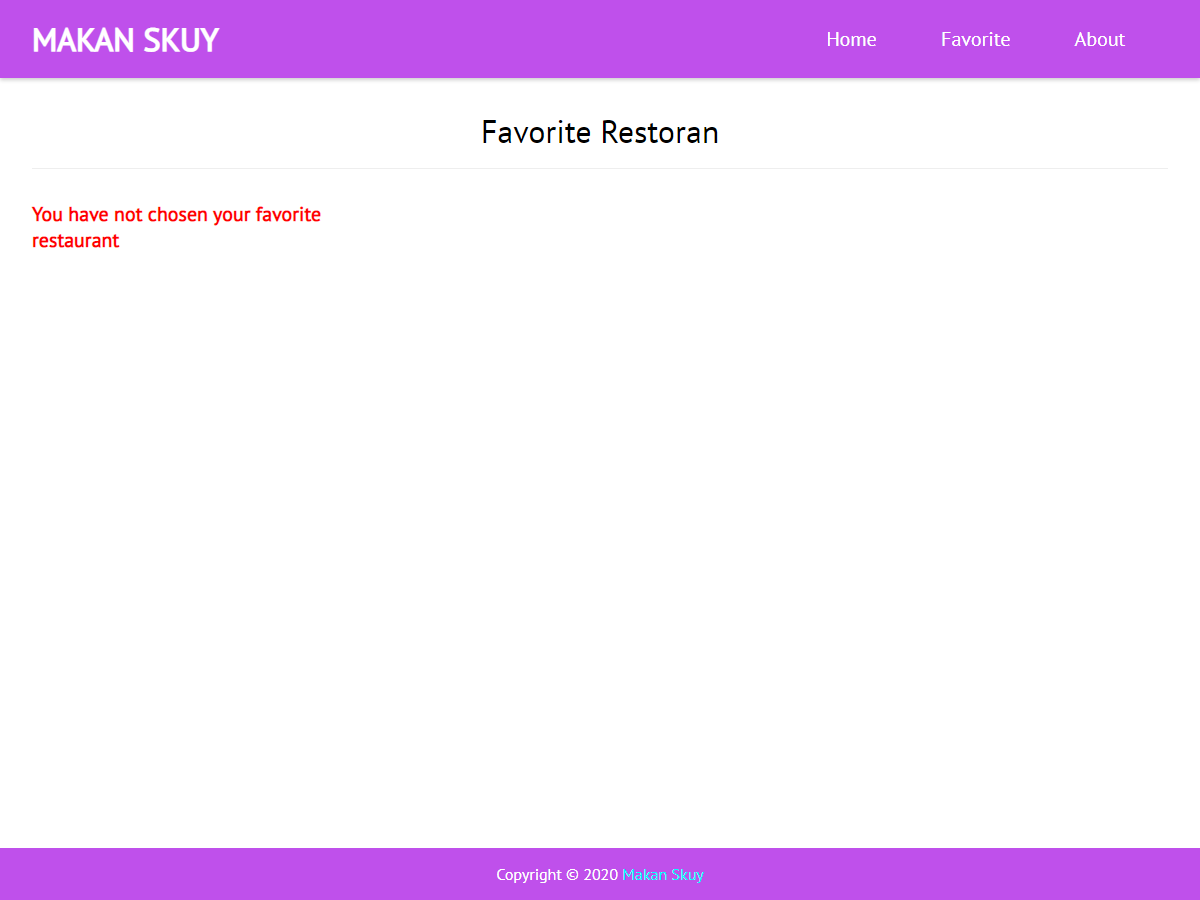 MAKAN SKUY
Home Favorite About
Favorite Restoran
You have not chosen your favorite
restaurant
Copyright © 2020 Makan Skuy